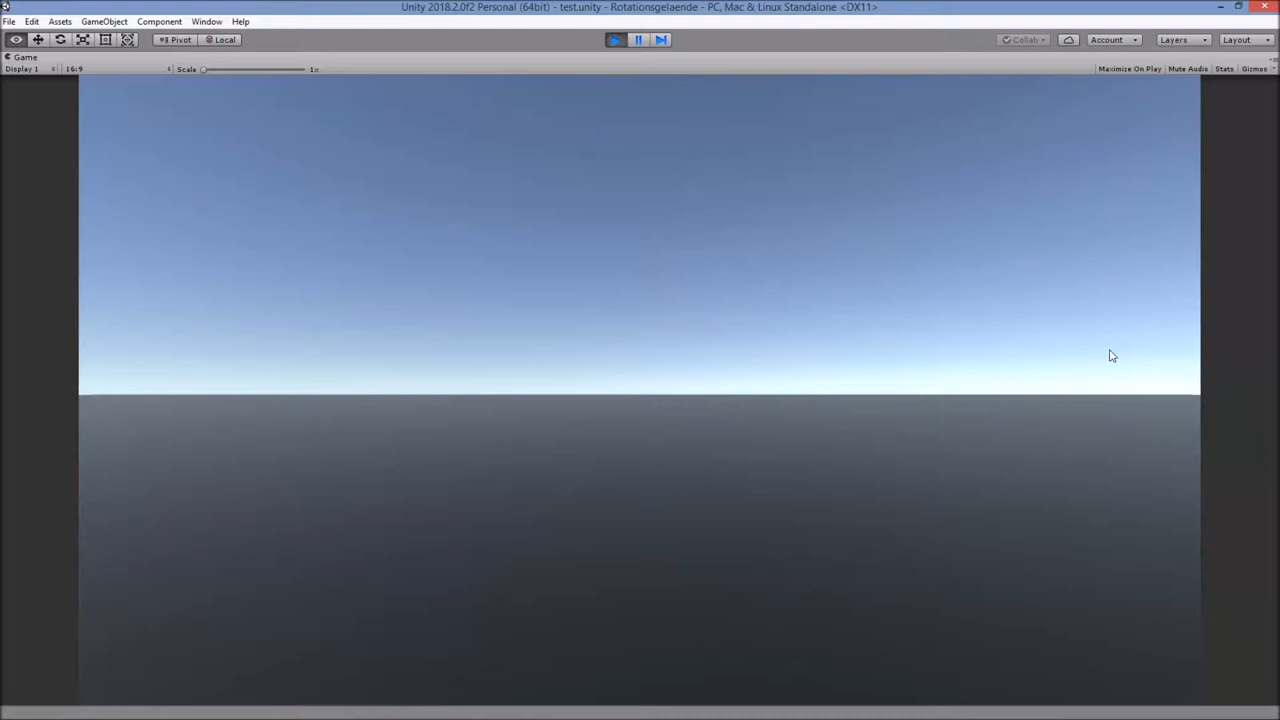 Unity 2018.2.0f2 Personal (64bit) - test.unity - Rotationsgelaende - PC, Mac & Linux Standalone <DX11>
File Edit Assets GameObject Component Window Help
Pivot Local Collab Account Layers Layout
Game
Display 1 16:9 Scale 1x Maximize On Play Mute Audio Stats Gizmos